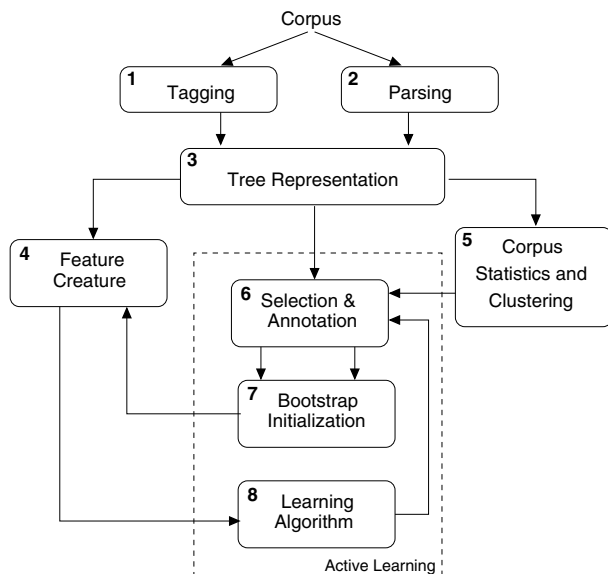 Corpus
1
Tagging
2
Parsing
3
Tree Representation
4
Feature
Creature
5
Corpus
Statistics and
Clustering
6
Selection &
Annotation
7
Bootstrap
Initialization
8
Learning
Algorithm
Active Learning